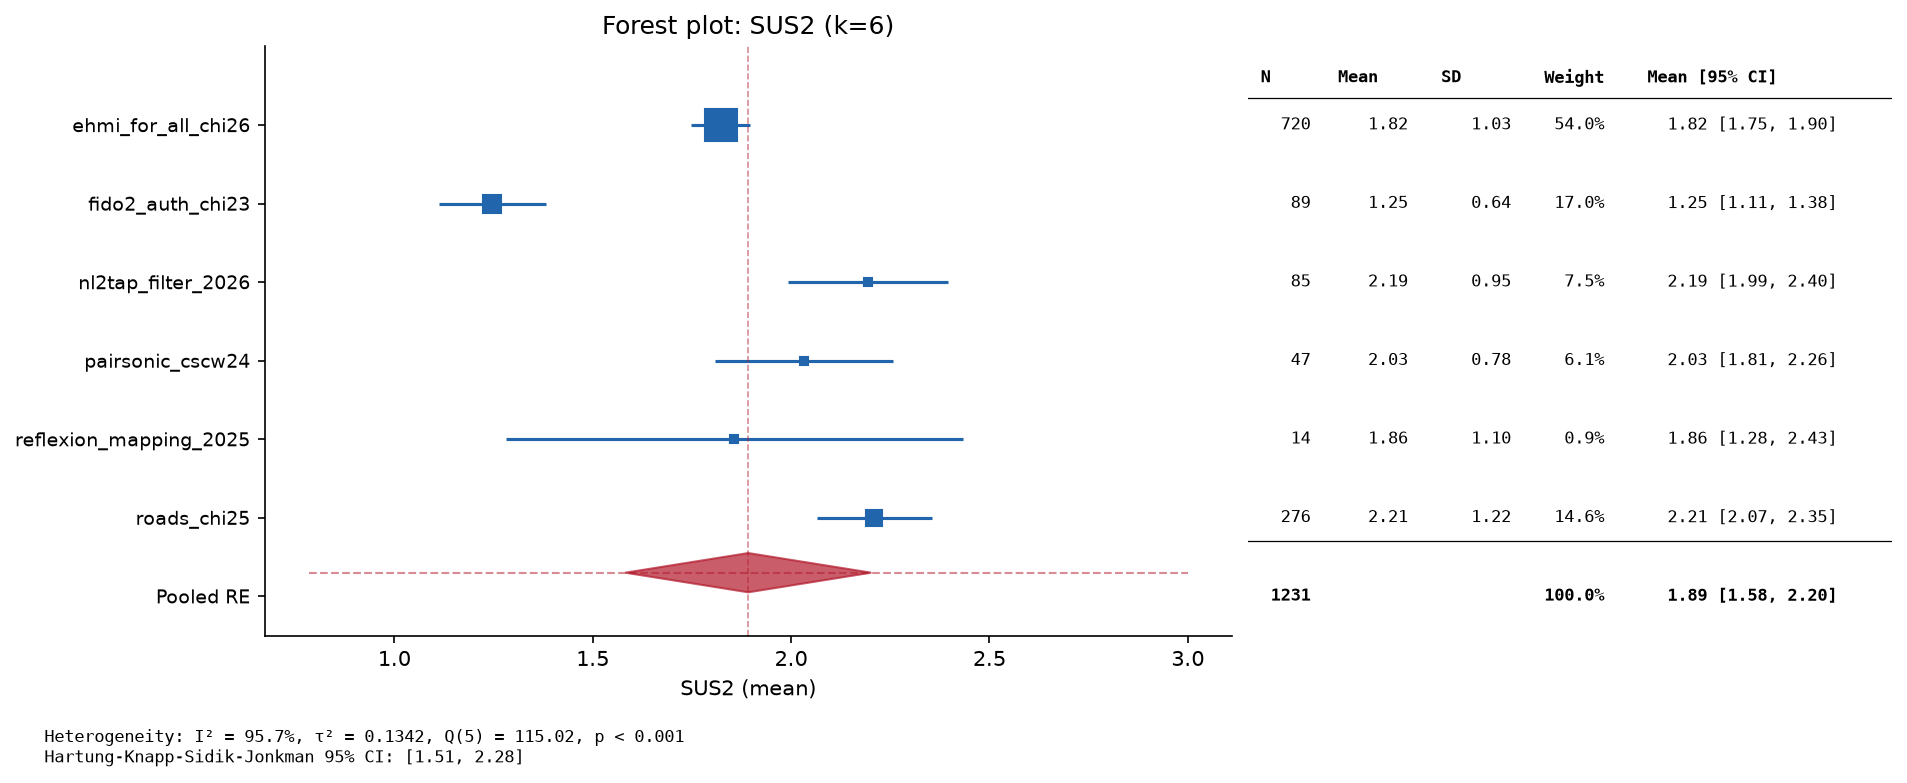 Forest plot: SUS2 (k=6)
N Mean SD Weight Mean [95% CI]
ehmi_for_all_chi26 720 1.82 1.03 54.0% 1.82 [1.75, 1.90]
fido2_auth_chi23 89 1.25 0.64 17.0% 1.25 [1.11, 1.38]
nl2tap_filter_2026 85 2.19 0.95 7.5% 2.19 [1.99, 2.40]
pairsonic_cscw24 47 2.03 0.78 6.1% 2.03 [1.81, 2.26]
reflexion_mapping_2025 14 1.86 1.10 0.9% 1.86 [1.28, 2.43]
roads_chi25 276 2.21 1.22 14.6% 2.21 [2.07, 2.35]
Pooled RE 1231 100.0% 1.89 [1.58, 2.20]
1.0 1.5 2.0 2.5 3.0
SUS2 (mean)
Heterogeneity: I² = 95.7%, τ² = 0.1342, Q(5) = 115.02, p < 0.001
Hartung-Knapp-Sidik-Jonkman 95% CI: [1.51, 2.28]